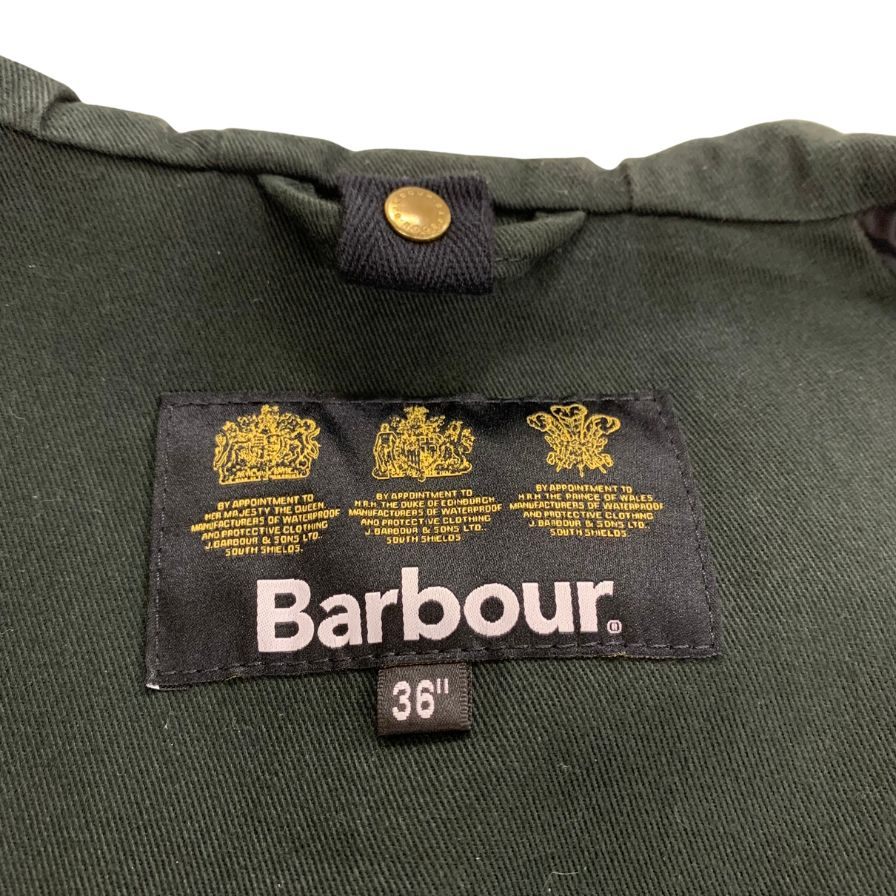 BY APPOINTMENT TO
HER MAJESTY THE QUEEN
MANUFACTURERS OF WATERPROOF
AND PROTECTIVE CLOTHING
J. BARBOUR & SONS LTD.
SOUTH SHIELDS.
BY APPOINTMENT TO
H.R.H. THE DUKE OF EDINBURGH
MANUFACTURERS OF WATERPROOF
AND PROTECTIVE CLOTHING
J. BARBOUR & SONS LTD.
SOUTH SHIELDS.
BY APPOINTMENT TO
H.R.H. THE PRINCE OF WALES
MANUFACTURERS OF WATERPROOF
AND PROTECTIVE CLOTHING
J. BARBOUR & SONS LTD.
SOUTH SHIELDS.
Barbour®
36"